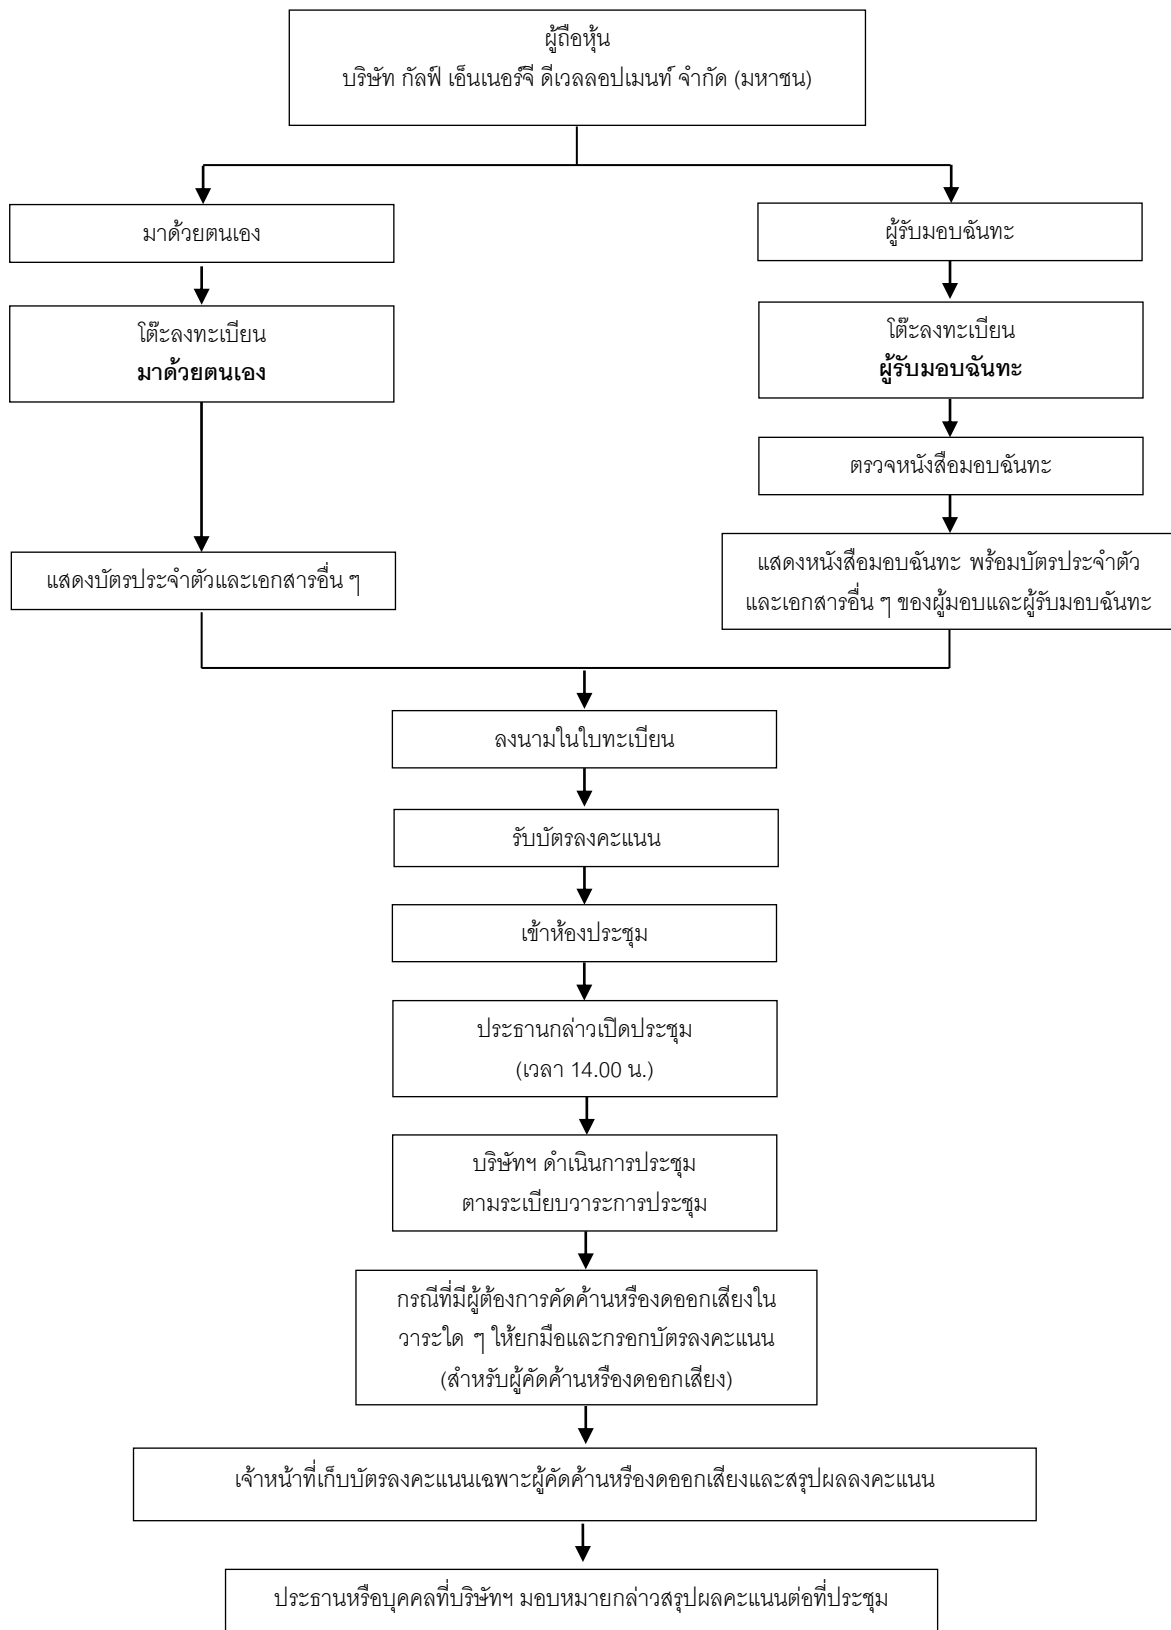 ผู้ถือหุ้น
บริษัท กัลฟ์ เอ็นเนอร์จี ดีเวลลอปเมนท์ จำกัด (มหาชน)
มาด้วยตนเอง
ผู้รับมอบฉันทะ
โต๊ะลงทะเบียน
มาด้วยตนเอง
โต๊ะลงทะเบียน
ผู้รับมอบฉันทะ
ตรวจหนังสือมอบฉันทะ
แสดงบัตรประจำตัวและเอกสารอื่น ๆ
แสดงหนังสือมอบฉันทะ พร้อมบัตรประจำตัว
และเอกสารอื่น ๆ ของผู้มอบและผู้รับมอบฉันทะ
ลงนามในใบทะเบียน
รับบัตรลงคะแนน
เข้าห้องประชุม
ประธานกล่าวเปิดประชุม
(เวลา 14.00 น.)
บริษัทฯ ดำเนินการประชุม
ตามระเบียบวาระการประชุม
กรณีที่มีผู้ต้องการคัดค้านหรืองดออกเสียงใน
วาระใด ๆ ให้ยกมือและกรอกบัตรลงคะแนน
(สำหรับผู้คัดค้านหรืองดออกเสียง)
เจ้าหน้าที่เก็บบัตรลงคะแนนเฉพาะผู้คัดค้านหรืองดออกเสียงและสรุปผลลงคะแนน
ประธานหรือบุคคลที่บริษัทฯ มอบหมายกล่าวสรุปผลคะแนนต่อที่ประชุม